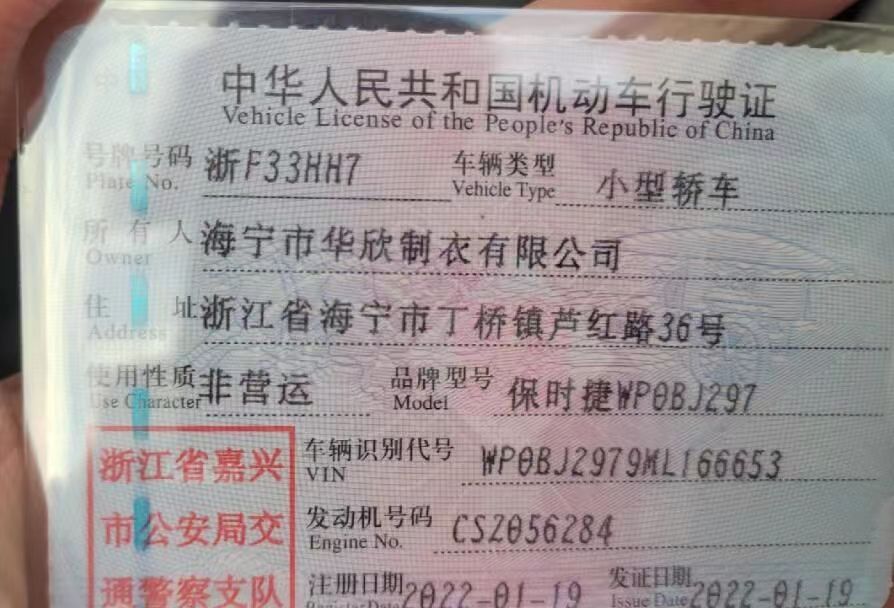 中华人民共和国机动车行驶证
Vehicle License of the People's Republic of China
号牌号码 浙F33HH7 车辆类型 小型轿车
Plate No. Vehicle Type
所有人 海宁市华欣制衣有限公司
Owner
住址 浙江省海宁市丁桥镇芦红路36号
Address
使用性质 非营运 品牌型号 保时捷WP0BJ297
Use Character Model
浙江省嘉兴
市公安局交
通警察支队
车辆识别代号 WP0BJ2979ML166653
VIN
发动机号码 CSZ056284
Engine No.
注册日期 2022-01-19 发证日期 2022-01-19
Register Date Issue Date